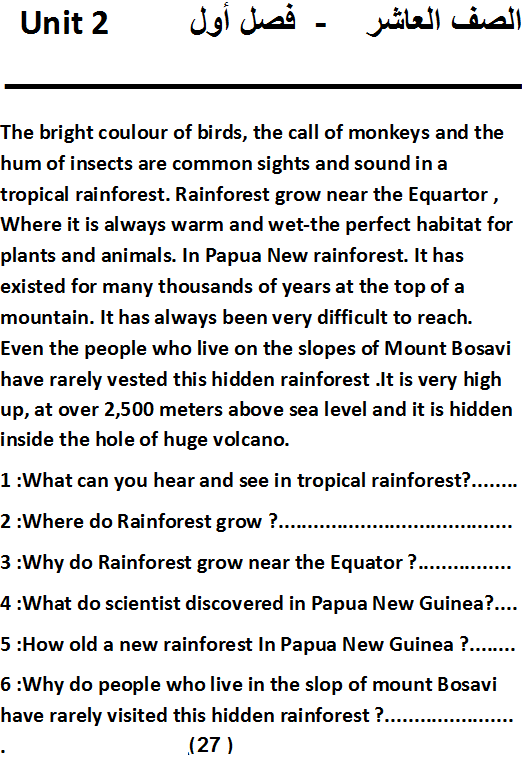 Unit 2 الصف العاشر - فصل أول
The bright coulour of birds, the call of monkeys and the
hum of insects are common sights and sound in a
tropical rainforest. Rainforest grow near the Equartor ,
Where it is always warm and wet-the perfect habitat for
plants and animals. In Papua New rainforest. It has
existed for many thousands of years at the top of a
mountain. It has always been very difficult to reach.
Even the people who live on the slopes of Mount Bosavi
have rarely vested this hidden rainforest .It is very high
up, at over 2,500 meters above sea level and it is hidden
inside the hole of huge volcano.
1 :What can you hear and see in tropical rainforest?........
2 :Where do Rainforest grow ?........................................
3 :Why do Rainforest grow near the Equator ?................
4 :What do scientist discovered in Papua New Guinea?....
5 :How old a new rainforest In Papua New Guinea ?........
6 :Why do people who live in the slop of mount Bosavi
have rarely visited this hidden rainforest ?......................
. (27 )